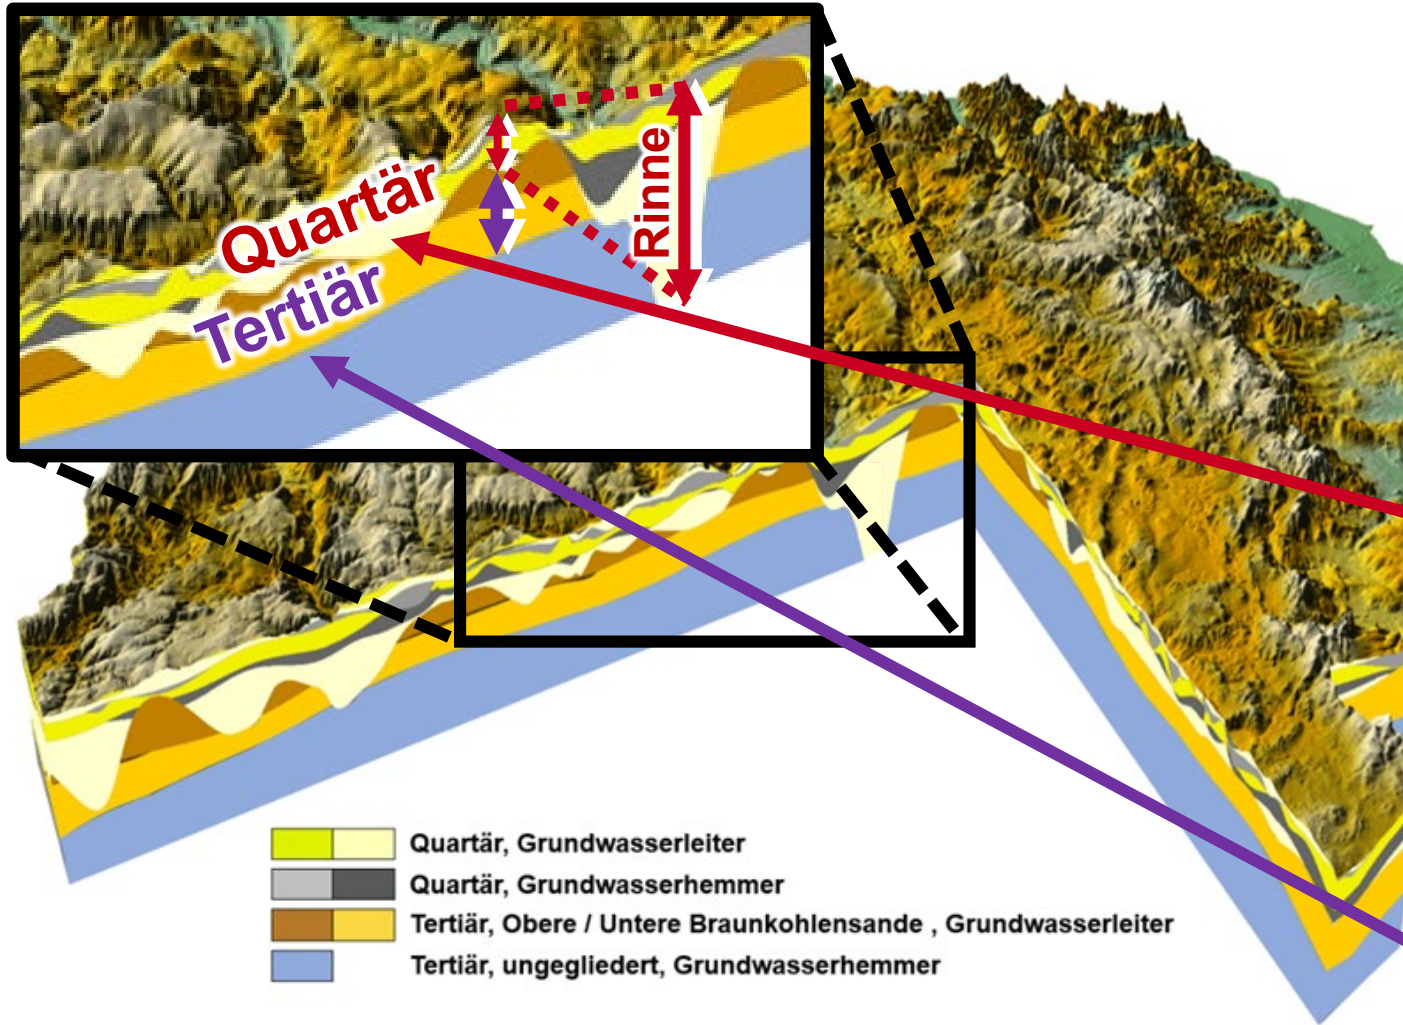 Rinne
Quartär
Tertiär
Quartär, Grundwasserleiter
Quartär, Grundwasserhemmer
Tertiär, Obere / Untere Braunkohlensande , Grundwasserleiter
Tertiär, ungegliedert, Grundwasserhemmer